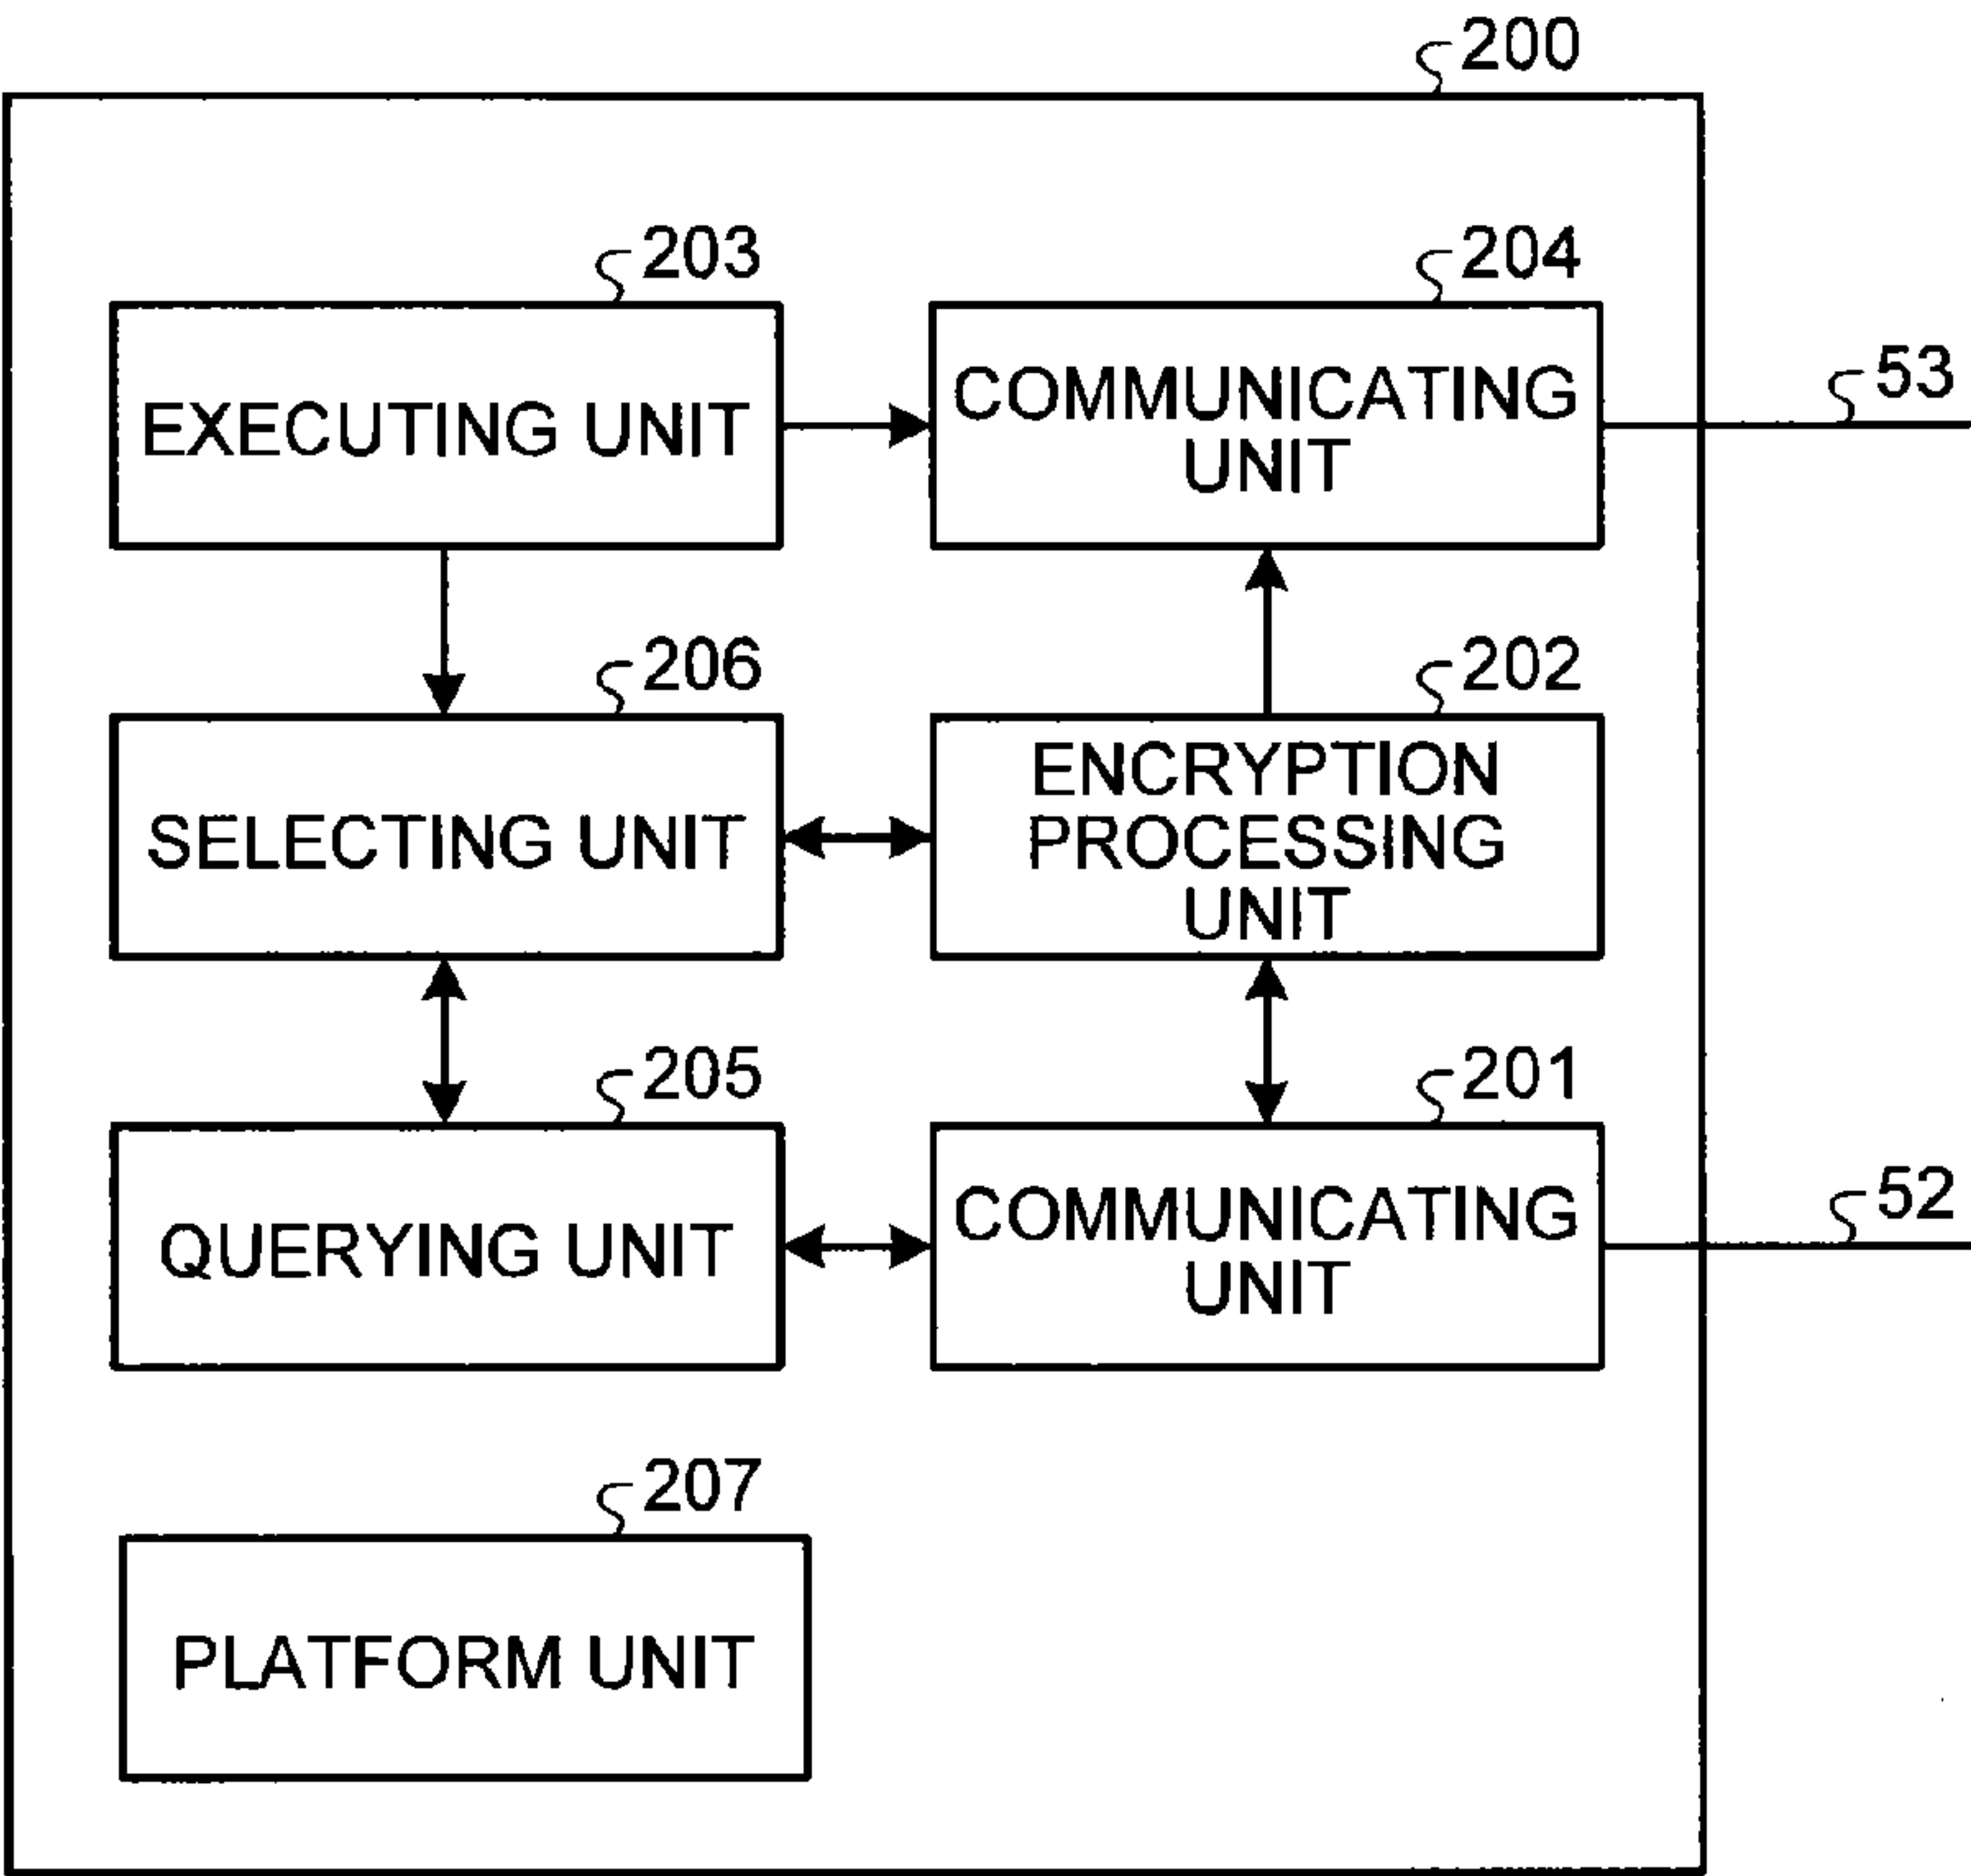 200
203
204
EXECUTING UNIT
COMMUNICATING
UNIT
53
206
202
SELECTING UNIT
ENCRYPTION
PROCESSING
UNIT
205
201
QUERYING UNIT
COMMUNICATING
UNIT
52
207
PLATFORM UNIT